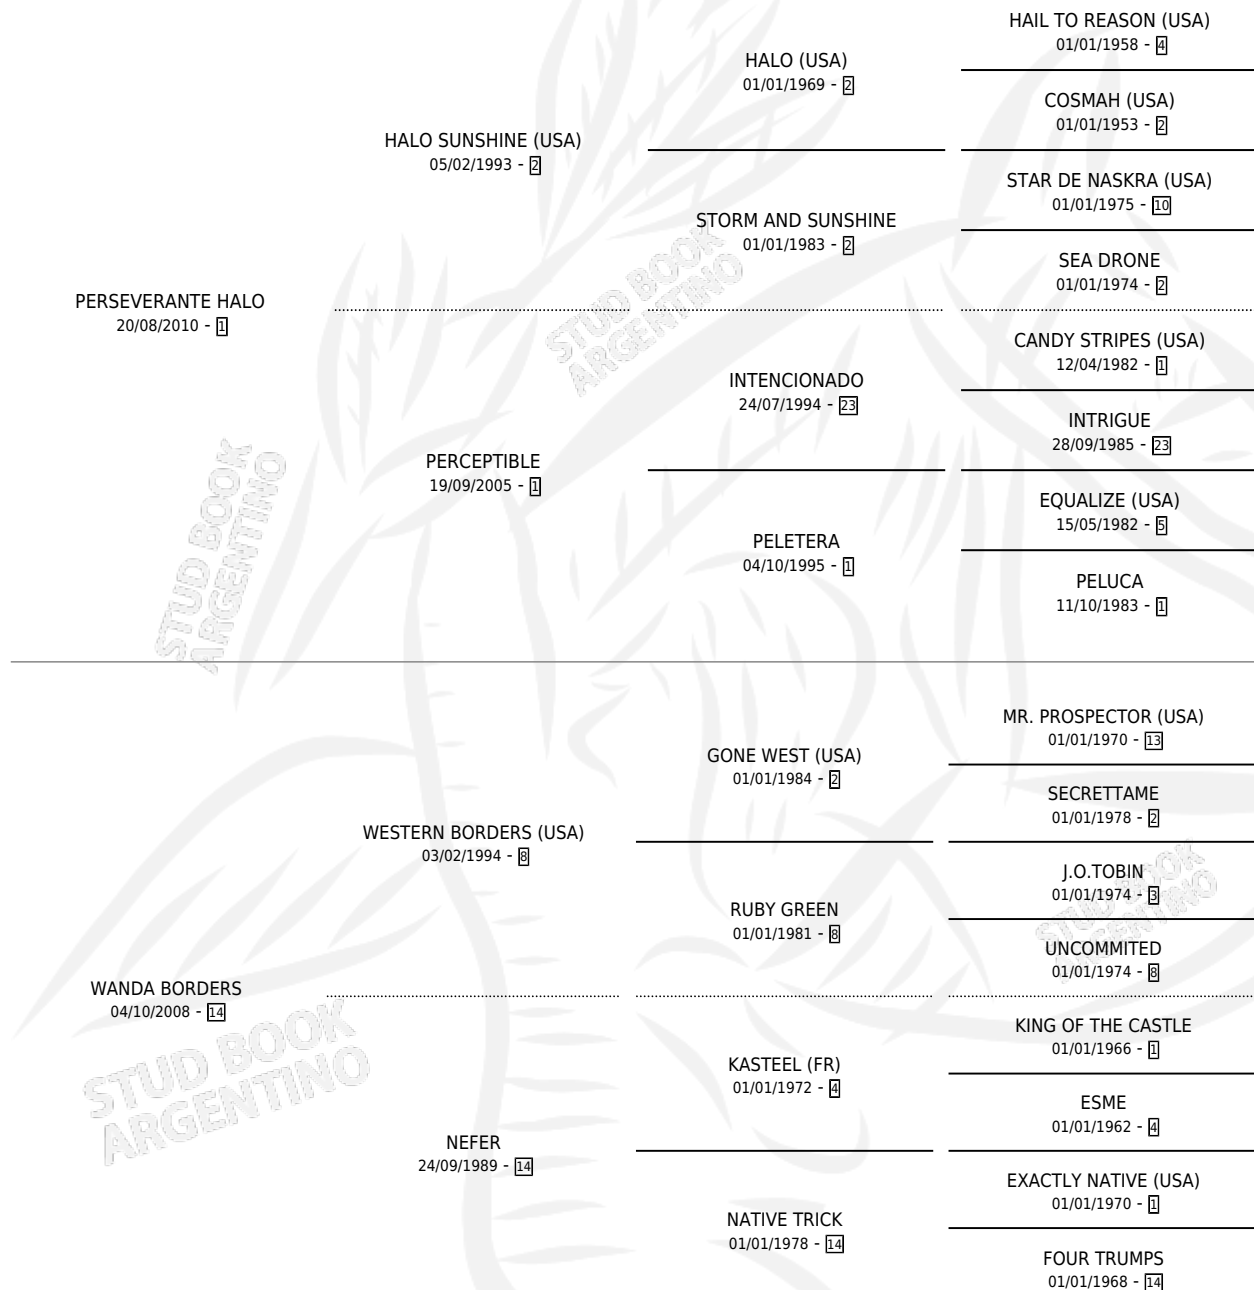 HAIL TO REASON (USA)
01/01/1958 - 4
HALO (USA)
01/01/1969 - 2
COSMAH (USA)
01/01/1953 - 2
HALO SUNSHINE (USA)
05/02/1993 - 2
STAR DE NASKRA (USA)
01/01/1975 - 10
STORM AND SUNSHINE
01/01/1983 - 2
SEA DRONE
01/01/1974 - 2
PERSEVERANTE HALO
20/08/2010 - 1
CANDY STRIPES (USA)
12/04/1982 - 1
INTENCIONADO
24/07/1994 - 23
INTRIGUE
28/09/1985 - 23
PERCEPTIBLE
19/09/2005 - 1
EQUALIZE (USA)
15/05/1982 - 5
PELETERA
04/10/1995 - 1
PELUCA
11/10/1983 - 1
MR. PROSPECTOR (USA)
01/01/1970 - 13
GONE WEST (USA)
01/01/1984 - 2
SECRETTAME
01/01/1978 - 2
WESTERN BORDERS (USA)
03/02/1994 - 8
J.O.TOBIN
01/01/1974 - 3
RUBY GREEN
01/01/1981 - 8
UNCOMMITED
01/01/1974 - 8
WANDA BORDERS
04/10/2008 - 14
KING OF THE CASTLE
01/01/1966 - 1
KASTEEL (FR)
01/01/1972 - 4
ESME
01/01/1962 - 4
NEFER
24/09/1989 - 14
EXACTLY NATIVE (USA)
01/01/1970 - 1
NATIVE TRICK
01/01/1978 - 14
FOUR TRUMPS
01/01/1968 - 14
STUD BOOK
ARGENTINO
STUD BOOK
ARGENTINO
STUD BOOK
ARGENTINO
STUD BOOK
ARGENTINO